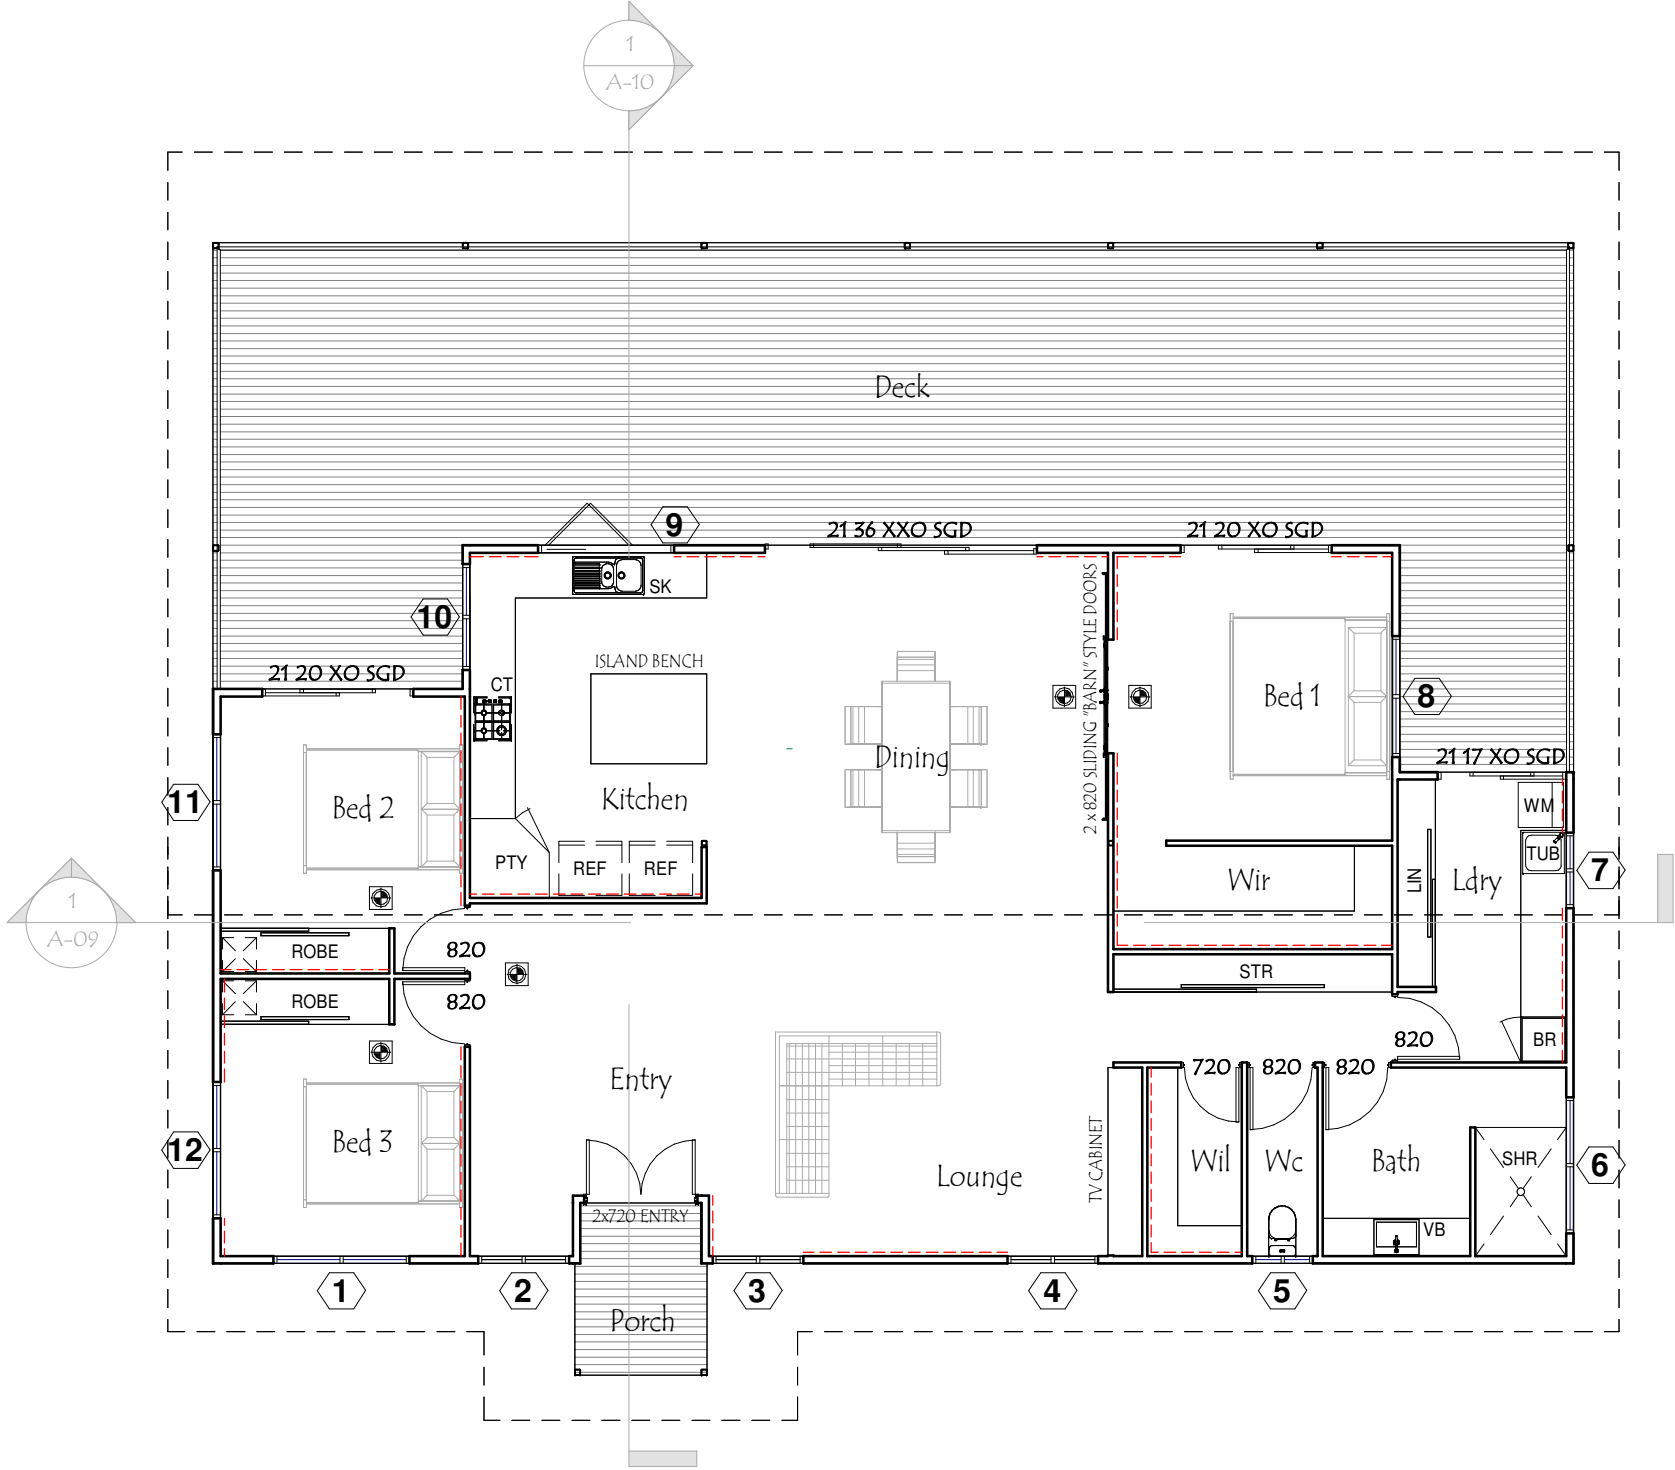 1
A-10
Deck
9
21 36 XXO SGD
21 20 XO SGD
SK
10
2 x 820 SLIDING "BARN" STYLE DOORS
ISLAND BENCH
21 20 XO SGD
CT
Bed 1
8
Dining
21 17 XO SGD
11
Bed 2
Kitchen
WM
TUB
7
PTY
REF
REF
Wir
LIN
Ldry
1
A-09
ROBE
820
STR
ROBE
820
820
BR
Entry
720
820
820
12
Bed 3
Lounge
TV CABINET
Wil
Wc
Bath
SHR
6
2x720 ENTRY
VB
1
2
3
4
5
Porch